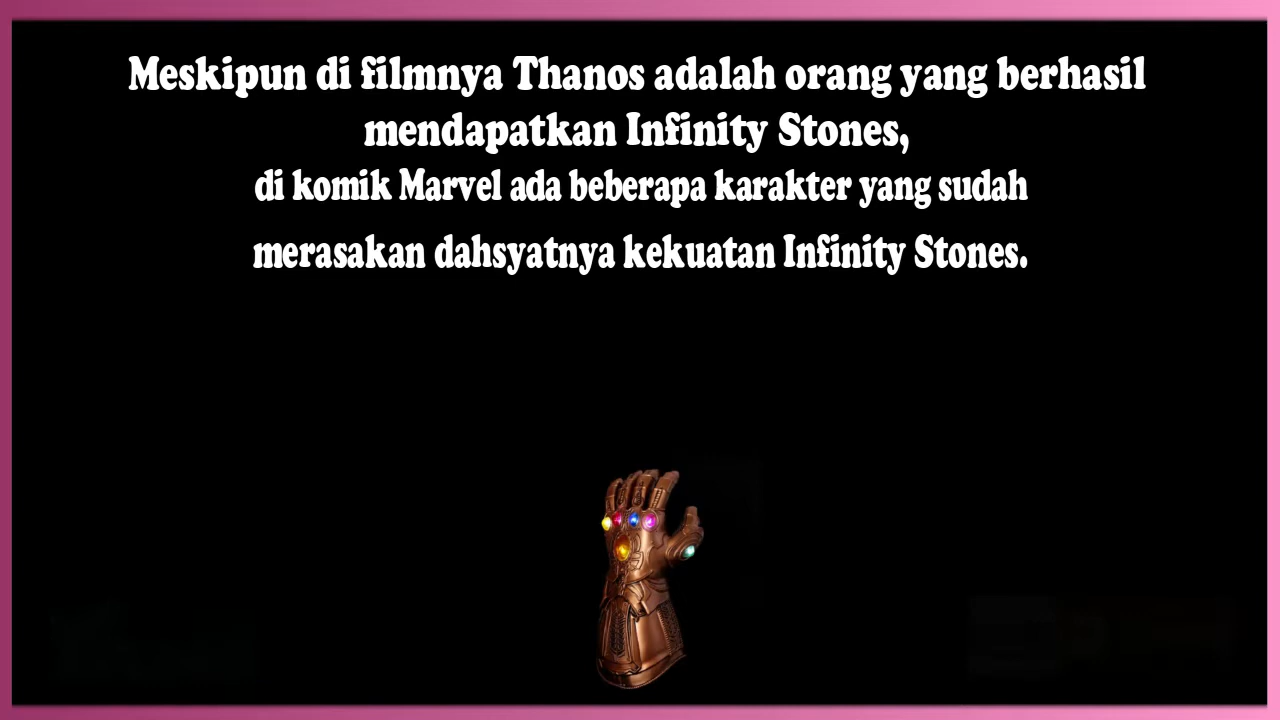 Meskipun di filmnya Thanos adalah orang yang berhasil
mendapatkan Infinity Stones,
di komik Marvel ada beberapa karakter yang sudah
merasakan dahsyatnya kekuatan Infinity Stones.